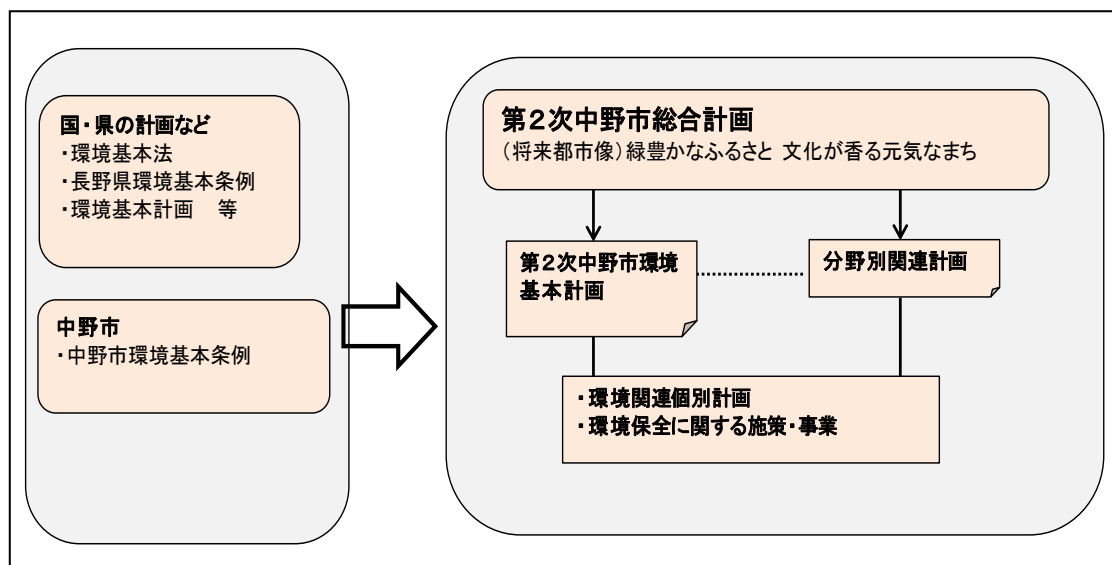 国・県の計画など
・環境基本法
・長野県環境基本条例
・環境基本計画　等
中野市
・中野市環境基本条例
第２次中野市総合計画
（将来都市像）緑豊かなふるさと 文化が香る元気なまち
第２次中野市環境
基本計画
分野別関連計画
・環境関連個別計画
・環境保全に関する施策・事業